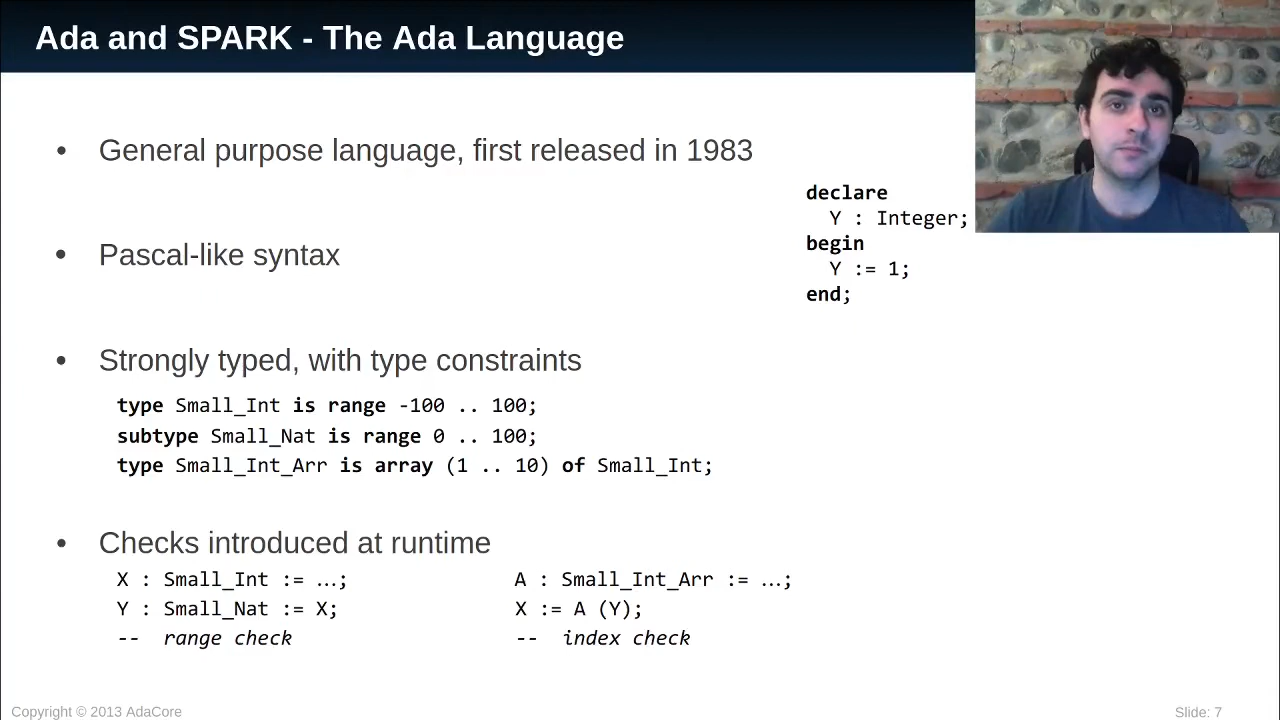 Ada and SPARK - The Ada Language
• General purpose language, first released in 1983
declare
Y : Integer;
begin
Y := 1;
end;
• Pascal-like syntax
• Strongly typed, with type constraints
type Small_Int is range -100 .. 100;
subtype Small_Nat is range 0 .. 100;
type Small_Int_Arr is array (1 .. 10) of Small_Int;
• Checks introduced at runtime
X : Small_Int := …;
Y : Small_Nat := X;
-- range check
A : Small_Int_Arr := …;
X := A (Y);
-- index check
Copyright © 2013 AdaCore
Slide: 7